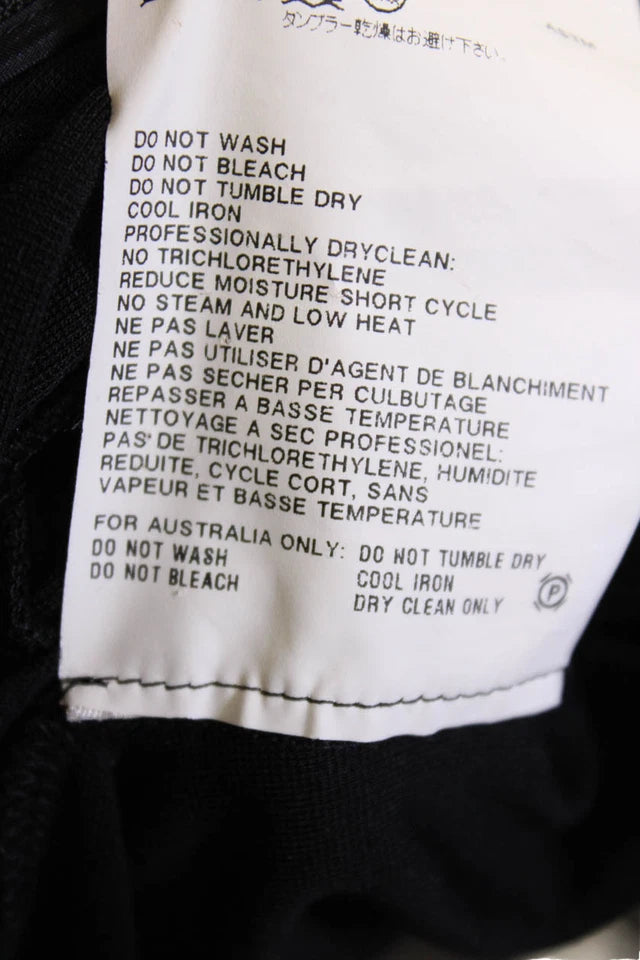 タンブラー乾燥はお避け下さい.
DO NOT WASH
DO NOT BLEACH
DO NOT TUMBLE DRY
COOL IRON
PROFESSIONALLY DRYCLEAN:
NO TRICHLORETHYLENE
REDUCE MOISTURE SHORT CYCLE
NO STEAM AND LOW HEAT
NE PAS LAVER
NE PAS UTILISER D'AGENT DE BLANCHIMENT
NE PAS SECHER PER CULBUTAGE
REPASSER A BASSE TEMPERATURE
NETTOYAGE A SEC PROFESSIONEL:
PAS DE TRICHLORETHYLENE, HUMIDITE
REDUITE, CYCLE CORT, SANS
VAPEUR ET BASSE TEMPERATURE
FOR AUSTRALIA ONLY:
DO NOT WASH
DO NOT BLEACH
DO NOT TUMBLE DRY
COOL IRON
DRY CLEAN ONLY
P